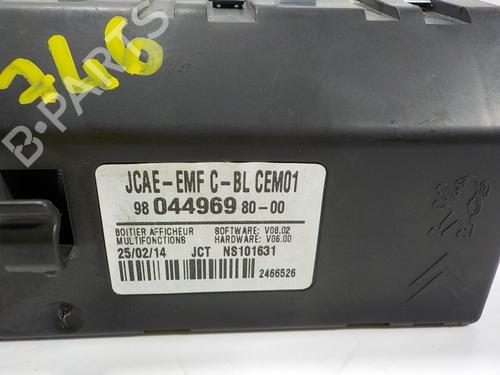 746
B-PARTS
JCAE-EMF C-BL CEM01
98 044969 80-00
BOITIER AFFICHEUR SOFTWARE: V08.02
MULTIFONCTIONS HARDWARE: V06.00
25/02/14 JCT NS101631
2466526